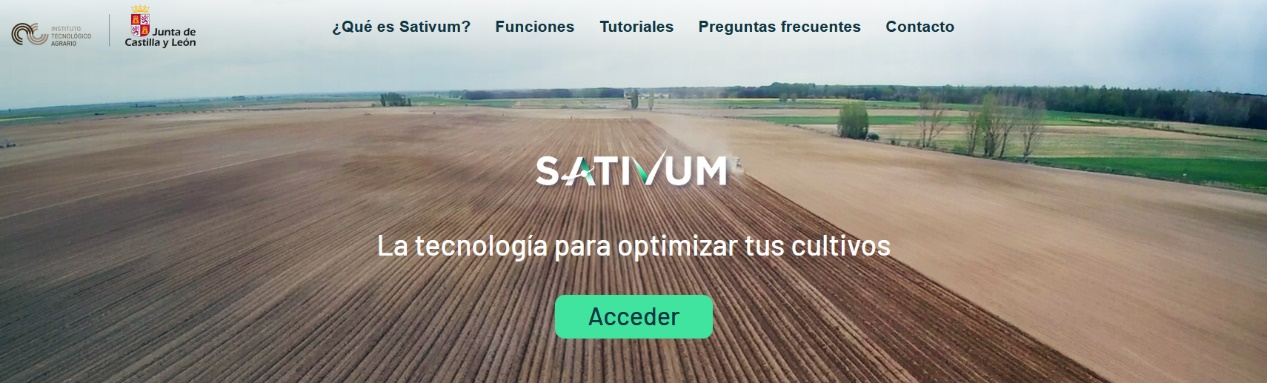 INSTITUTO
TECNOLÓGICO
AGRARIO
Junta de
Castilla y León
¿Qué es Sativum? Funciones Tutoriales Preguntas frecuentes Contacto
SATIVUM
La tecnología para optimizar tus cultivos
Acceder